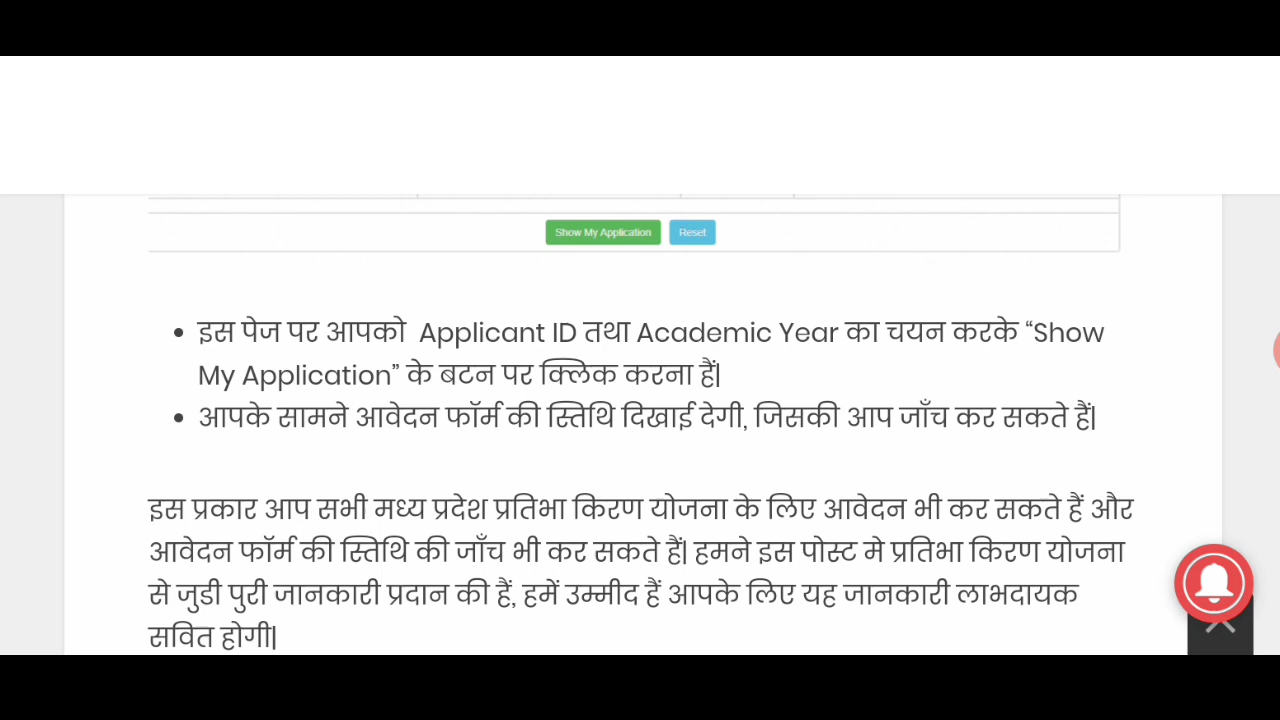 Show My Application Reset
इस पेज पर आपको Applicant ID तथा Academic Year का चयन करके “Show
My Application” के बटन पर क्लिक करना हैं|
आपके सामने आवेदन फॉर्म की स्तिथि दिखाई देगी, जिसकी आप जाँच कर सकते हैं|
इस प्रकार आप सभी मध्य प्रदेश प्रतिभा किरण योजना के लिए आवेदन भी कर सकते हैं और
आवेदन फॉर्म की स्तिथि की जाँच भी कर सकते हैं| हमने इस पोस्ट मे प्रतिभा किरण योजना
से जुडी पुरी जानकारी प्रदान की हैं, हमें उम्मीद हैं आपके लिए यह जानकारी लाभदायक
सवित होगी|